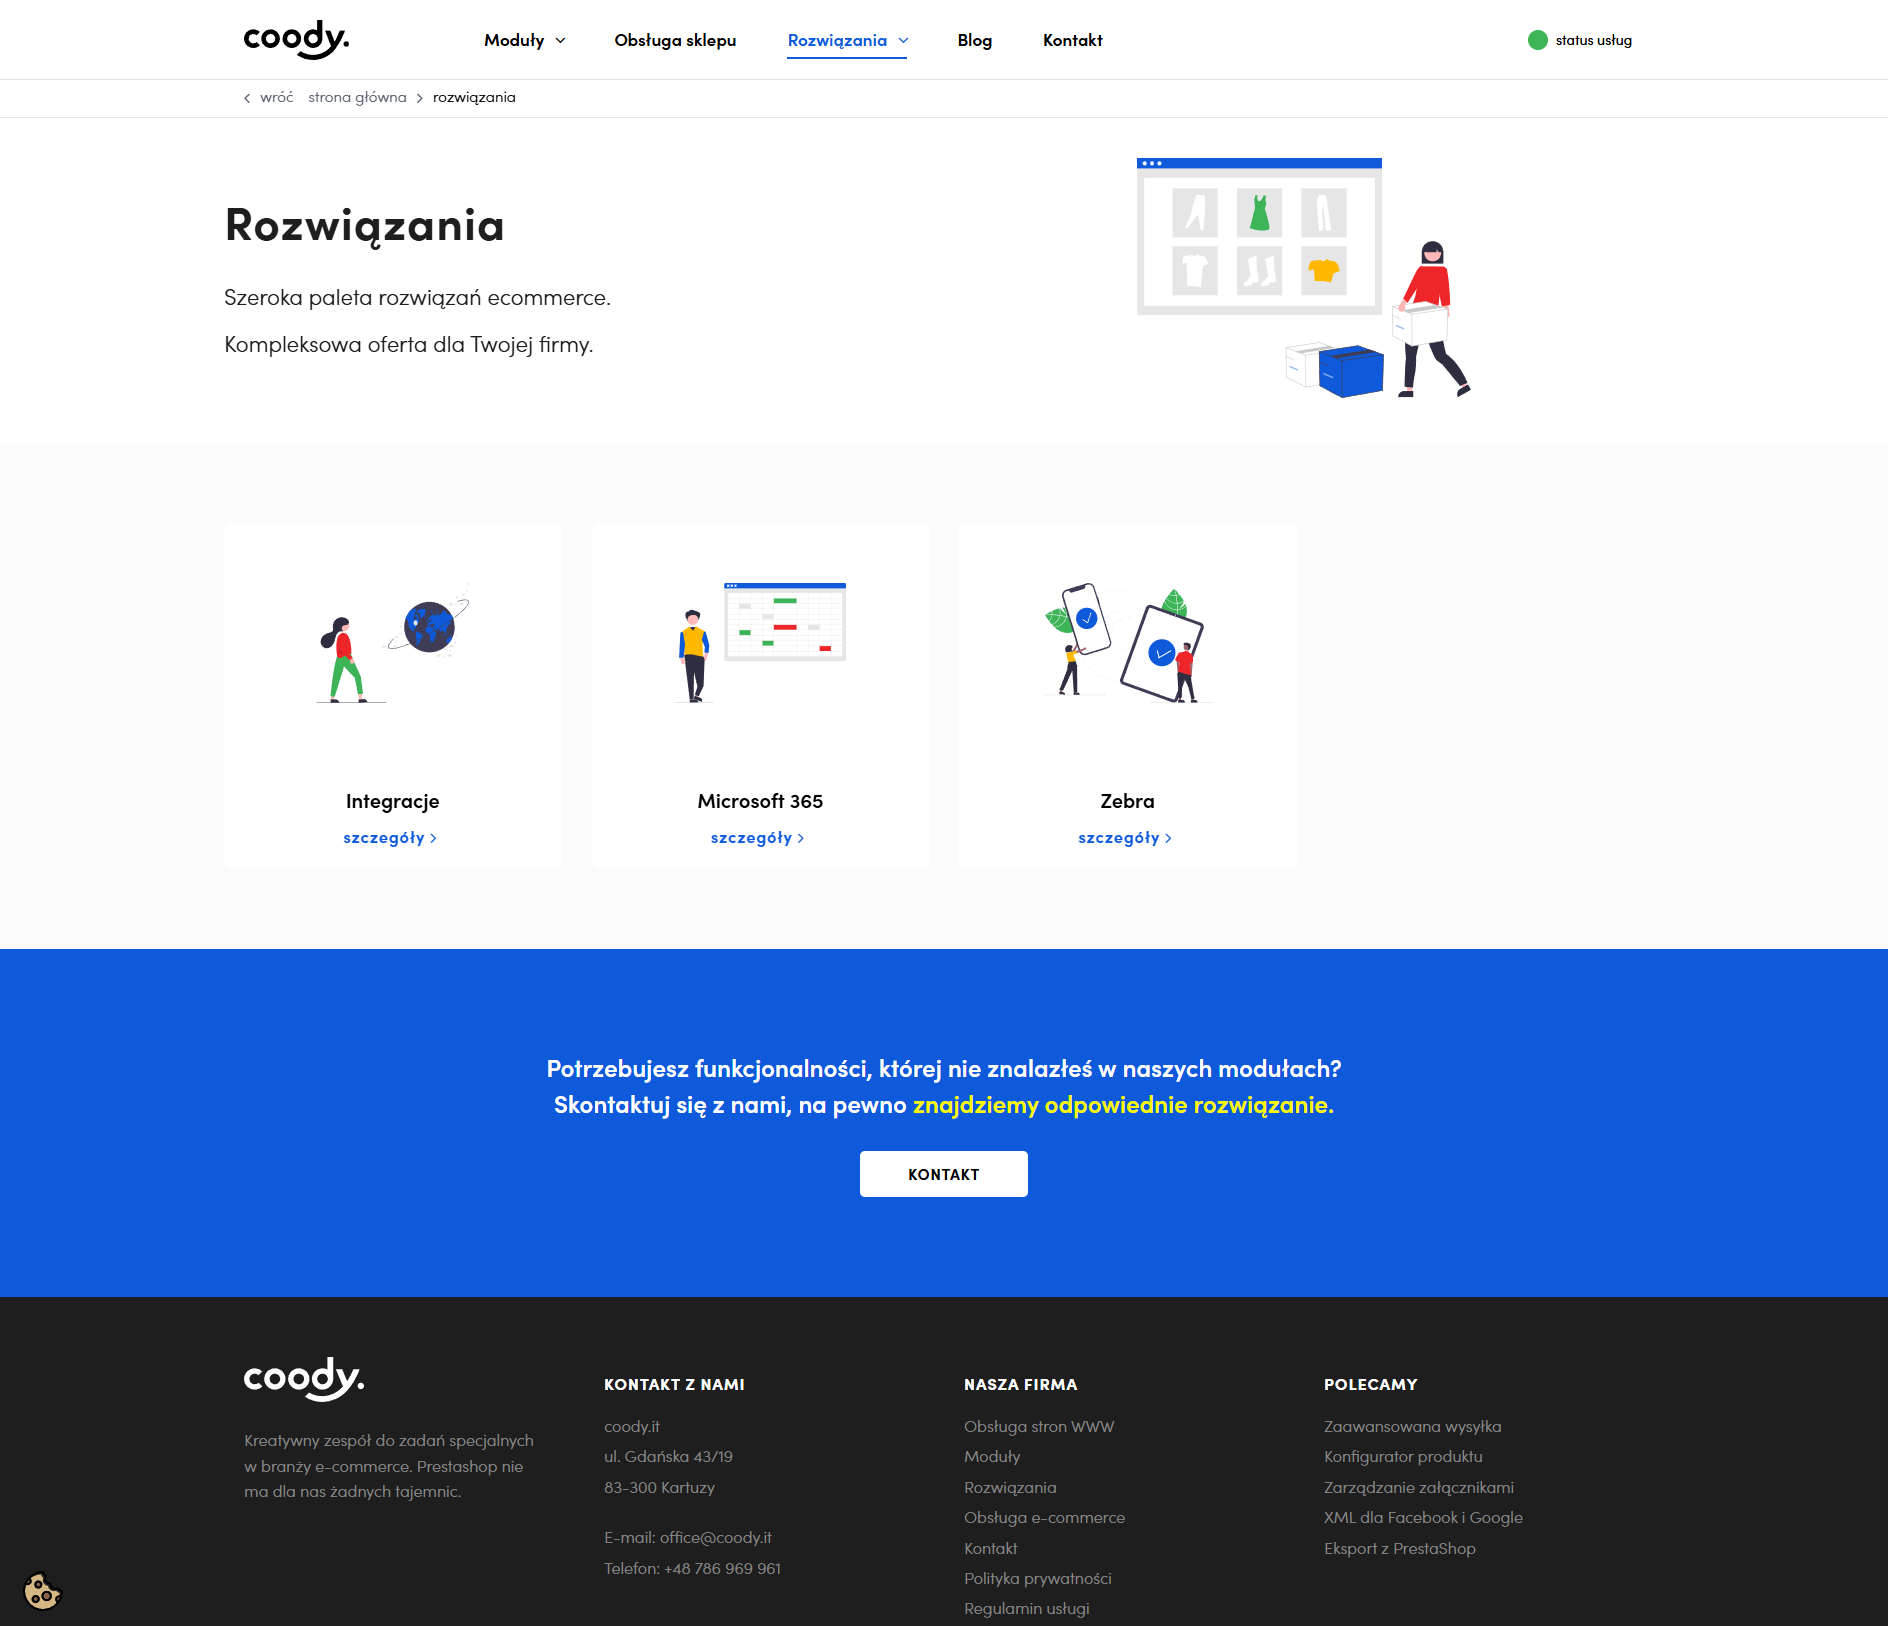 coody.
Moduły
Obsługa sklepu
Rozwiązania
Blog
Kontakt
status usług
wróć
strona główna
rozwiązania
Rozwiązania
Szeroka paleta rozwiązań ecommerce.
Kompleksowa oferta dla Twojej firmy.
Integracje
szczegóły
Microsoft 365
szczegóły
Zebra
szczegóły
Potrzebujesz funkcjonalności, której nie znalazłeś w naszych modułach?
Skontaktuj się z nami, na pewno znajdziemy odpowiednie rozwiązanie.
KONTAKT
coody.
Kreatywny zespół do zadań specjalnych
w branży e-commerce. Prestashop nie
ma dla nas żadnych tajemnic.
KONTAKT Z NAMI
coody.it
ul. Gdańska 43/19
83-300 Kartuzy
E-mail: office@coody.it
Telefon: +48 786 969 961
NASZA FIRMA
Obsługa stron WWW
Moduły
Rozwiązania
Obsługa e-commerce
Kontakt
Polityka prywatności
Regulamin usługi
POLECAMY
Zaawansowana wysyłka
Konfigurator produktu
Zarządzanie załącznikami
XML dla Facebook i Google
Eksport z PrestaShop